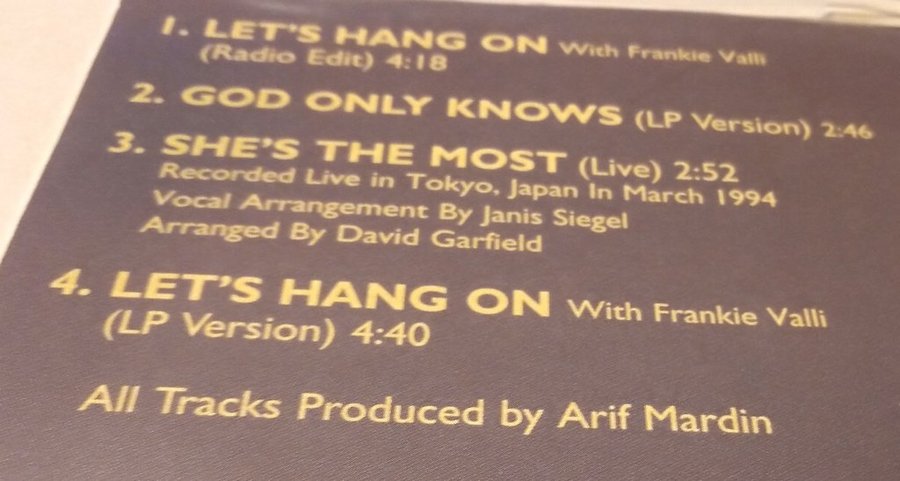 1. LET'S HANG ON With Frankie Valli
(Radio Edit) 4:18
2. GOD ONLY KNOWS (LP Version) 2:46
3. SHE'S THE MOST (Live) 2:52
Recorded Live in Tokyo, Japan In March 1994
Vocal Arrangement By Janis Siegel
Arranged By David Garfield
4. LET'S HANG ON With Frankie Valli
(LP Version) 4:40
All Tracks Produced by Arif Mardin